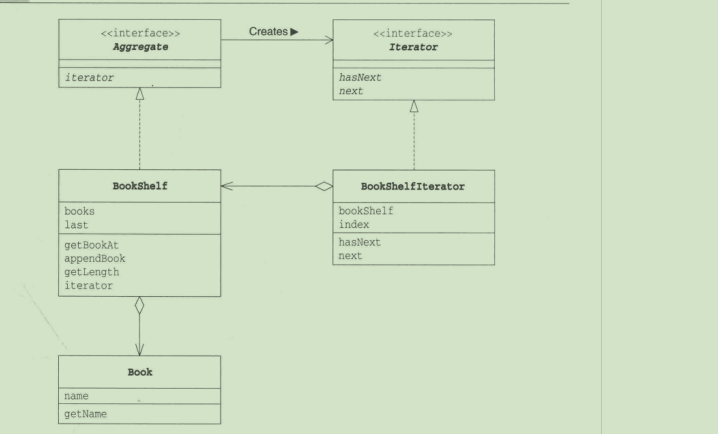 <<interface>>
Aggregate
iterator
Creates ▶
<<interface>>
Iterator
hasNext
next
BookShelf
books
last
getBookAt
appendBook
getLength
iterator
BookShelfIterator
bookShelf
index
hasNext
next
Book
name
getName